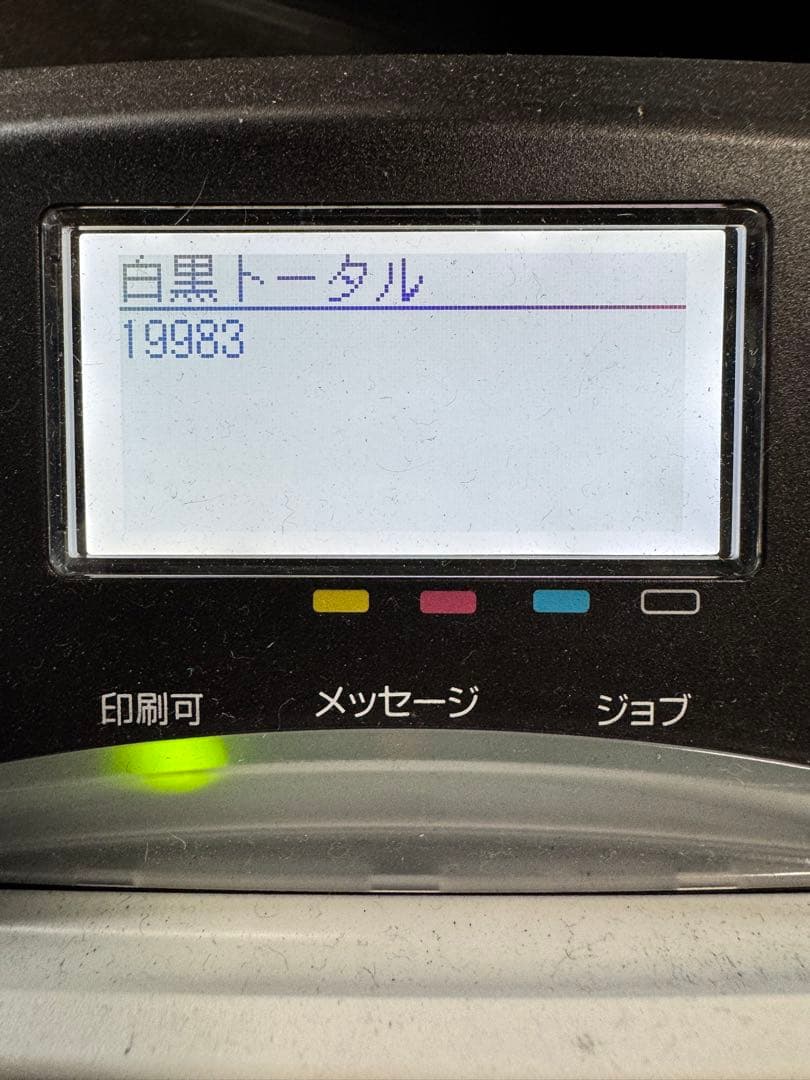 白黒トータル
19983
印刷可 メッセージ ジョブ